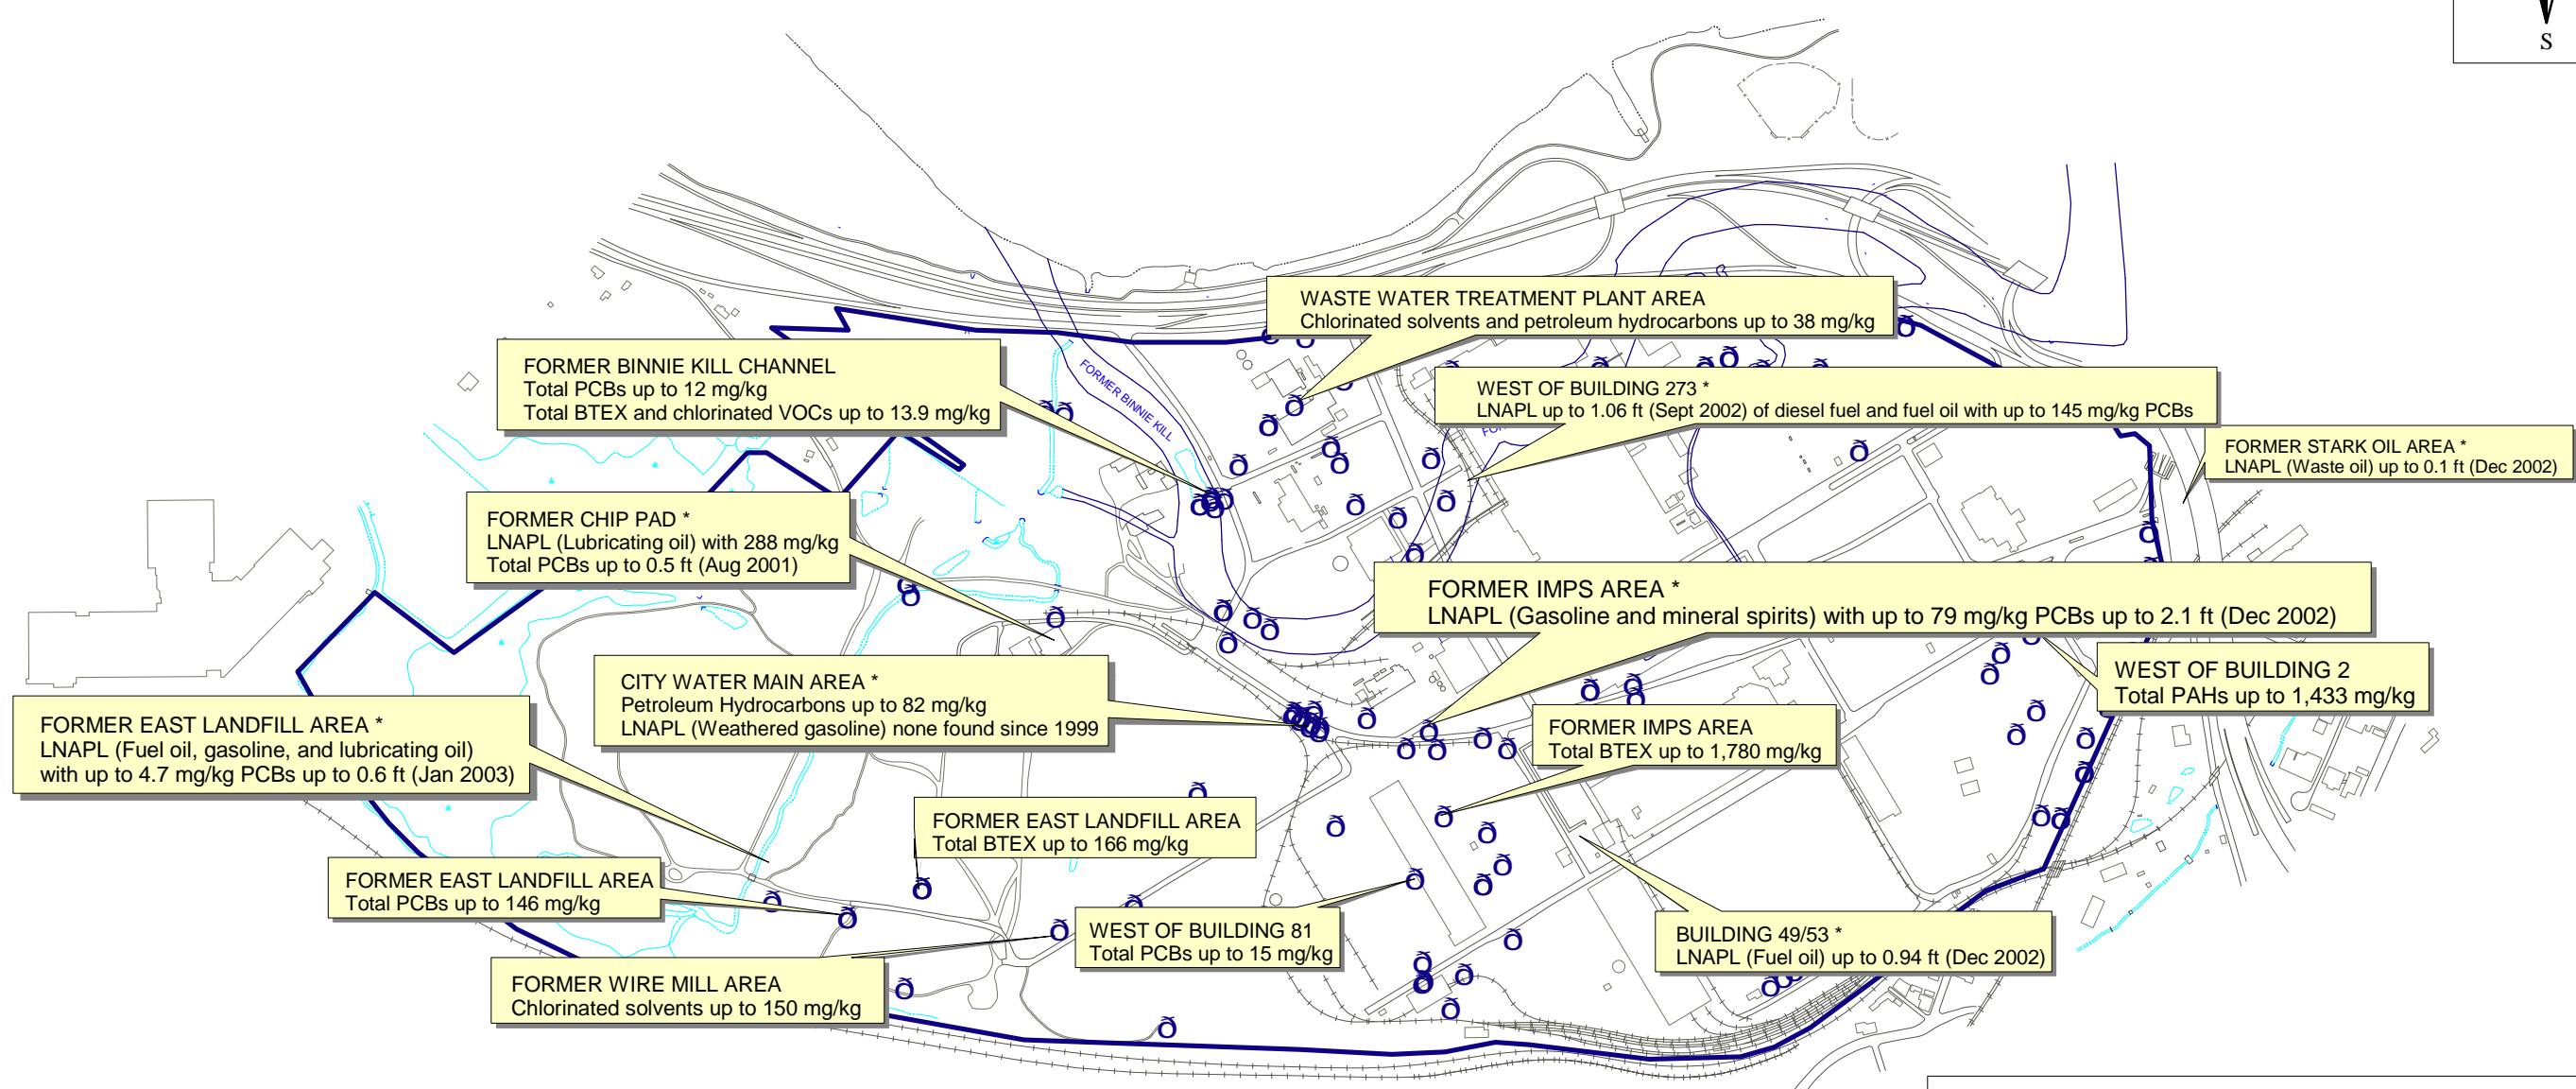 S
WASTE WATER TREATMENT PLANT AREA
Chlorinated solvents and petroleum hydrocarbons up to 38 mg/kg
FORMER BINNIE KILL CHANNEL
Total PCBs up to 12 mg/kg
Total BTEX and chlorinated VOCs up to 13.9 mg/kg
FORMER BINNIE KILL
WEST OF BUILDING 273 *
LNAPL up to 1.06 ft (Sept 2002) of diesel fuel and fuel oil with up to 145 mg/kg PCBs
FORMER STARK OIL AREA *
LNAPL (Waste oil) up to 0.1 ft (Dec 2002)
FORMER CHIP PAD *
LNAPL (Lubricating oil) with 288 mg/kg
Total PCBs up to 0.5 ft (Aug 2001)
FORMER IMPS AREA *
LNAPL (Gasoline and mineral spirits) with up to 79 mg/kg PCBs up to 2.1 ft (Dec 2002)
CITY WATER MAIN AREA *
Petroleum Hydrocarbons up to 82 mg/kg
LNAPL (Weathered gasoline) none found since 1999
WEST OF BUILDING 2
Total PAHs up to 1,433 mg/kg
FORMER EAST LANDFILL AREA *
LNAPL (Fuel oil, gasoline, and lubricating oil)
with up to 4.7 mg/kg PCBs up to 0.6 ft (Jan 2003)
FORMER IMPS AREA
Total BTEX up to 1,780 mg/kg
FORMER EAST LANDFILL AREA
Total BTEX up to 166 mg/kg
FORMER EAST LANDFILL AREA
Total PCBs up to 146 mg/kg
WEST OF BUILDING 81
Total PCBs up to 15 mg/kg
BUILDING 49/53 *
LNAPL (Fuel oil) up to 0.94 ft (Dec 2002)
FORMER WIRE MILL AREA
Chlorinated solvents up to 150 mg/kg